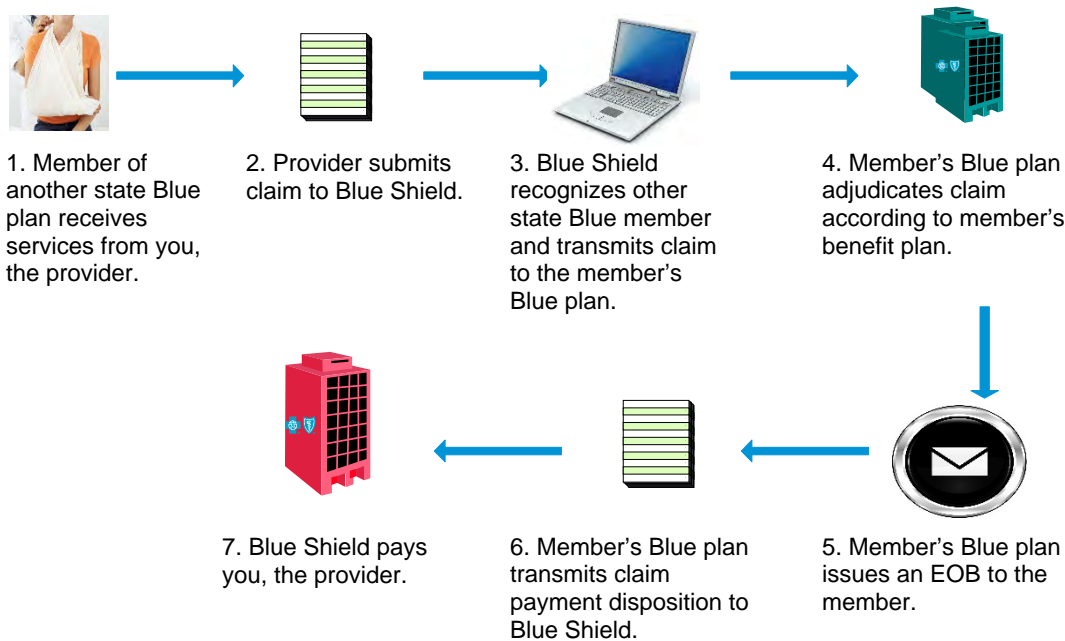 1. Member of
another state Blue
plan receives
services from you,
the provider.
2. Provider submits
claim to Blue Shield.
3. Blue Shield
recognizes other
state Blue member
and transmits claim
to the member’s
Blue plan.
4. Member’s Blue plan
adjudicates claim
according to member’s
benefit plan.
7. Blue Shield pays
you, the provider.
6. Member’s Blue plan
transmits claim
payment disposition to
Blue Shield.
5. Member’s Blue plan
issues an EOB to the
member.